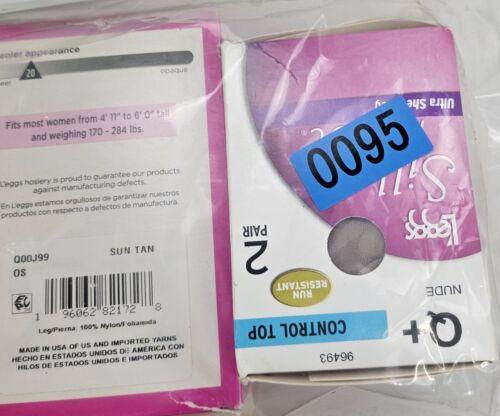 enler appearance
eer
20
opaque
Fits most women from 4' 11" to 6' 0" tall
and weighing 170 - 284 lbs.
L'eggs hosiery is proud to guarantee our products
against manufacturing defects.
En L'eggs estamos orgullosos de garantizar nuestros
productos con respecto a defectos de manufactura.
Q00J99
SUN TAN
OS
1 96062 82172 8
Leg/Pierna: 100% Nylon/Poliamida
MADE IN USA OF US AND IMPORTED YARNS
HECHO EN ESTADOS UNIDOS DE AMERICA CON
HILOS DE ESTADOS UNIDOS E IMPORTADOS
96493
CONTROL TOP
Q+
NUDE
RUN
RESISTANT
2
PAIR
L'eggs
Sil
Ultra She
0095